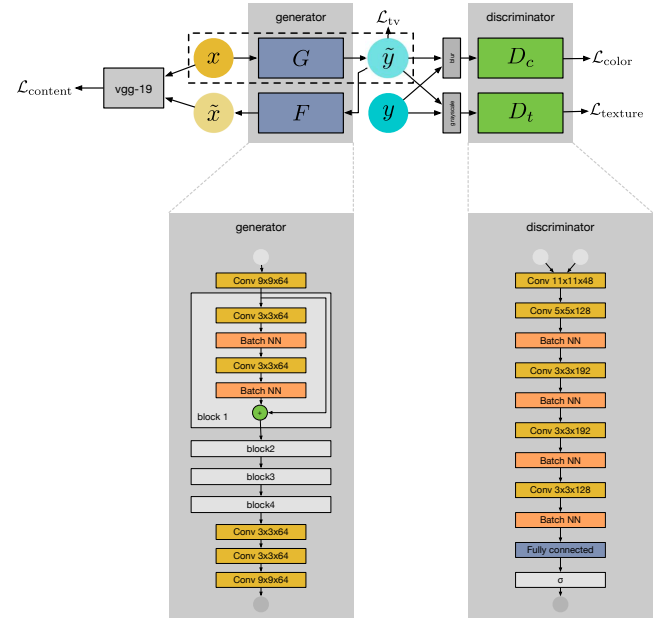 generator
discriminator
ℒtv
x
G
ỹ
blur
Dc
ℒcolor
ℒcontent
vgg-19
x̃
F
y
grayscale
Dt
ℒtexture
generator
Conv 9x9x64
Conv 3x3x64
Batch NN
Conv 3x3x64
Batch NN
+
block 1
block2
block3
block4
Conv 3x3x64
Conv 3x3x64
Conv 9x9x64
discriminator
Conv 11x11x48
Conv 5x5x128
Batch NN
Conv 3x3x192
Batch NN
Conv 3x3x192
Batch NN
Conv 3x3x128
Batch NN
Fully connected
σ